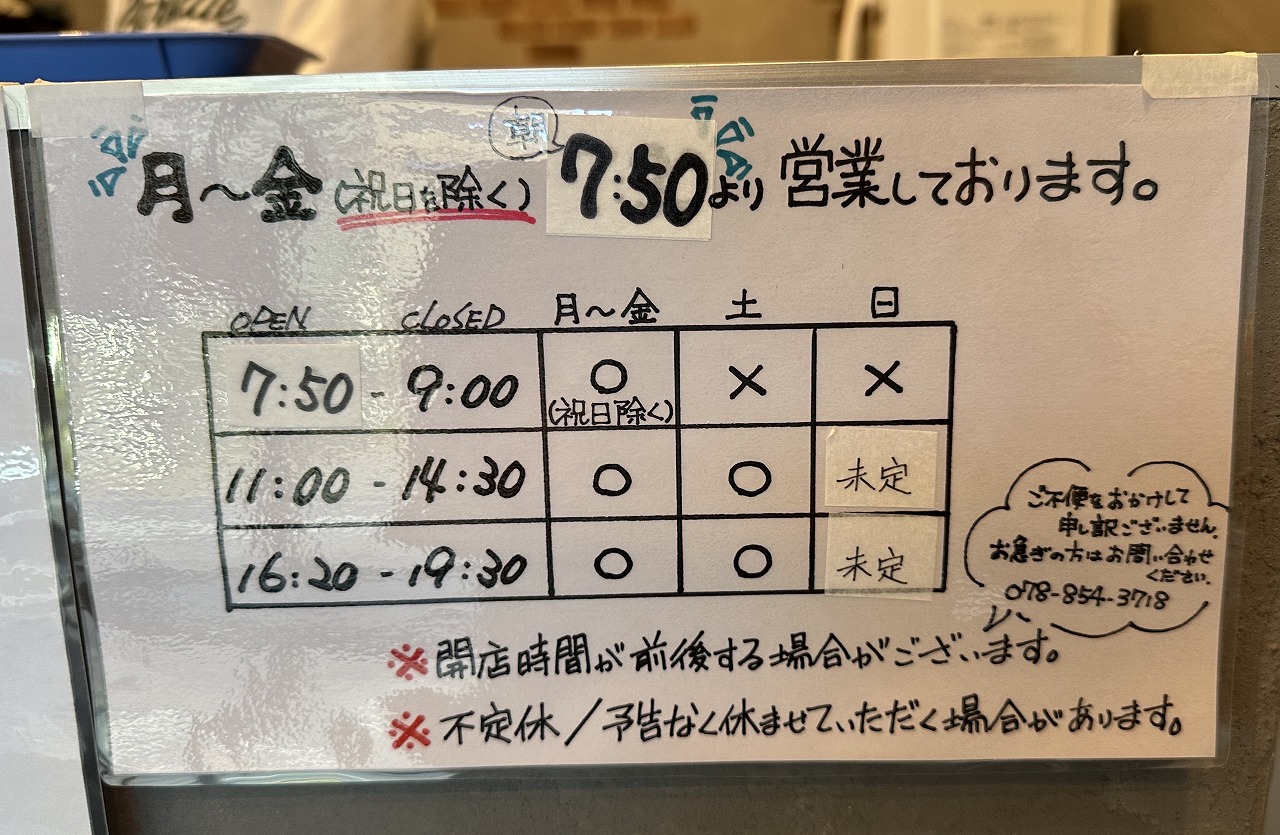 朝
月～金(祝日を除く) 7:50より営業しております。
OPEN CLOSED 月～金 土 日
7:50 - 9:00 ○ × ×
(祝日除く)
11:00 - 14:30 ○ ○ 未定
16:20 - 19:30 ○ ○ 未定
ご不便をおかけして
申し訳ございません。
お急ぎの方はお問い合わせ
ください。
078-854-3718
※開店時間が前後する場合がございます。
※不定休/予告なく休ませていただく場合があります。